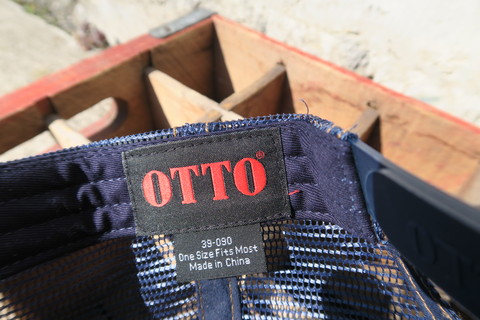 OTTO®
39-090
One Size Fits Most
Made in China